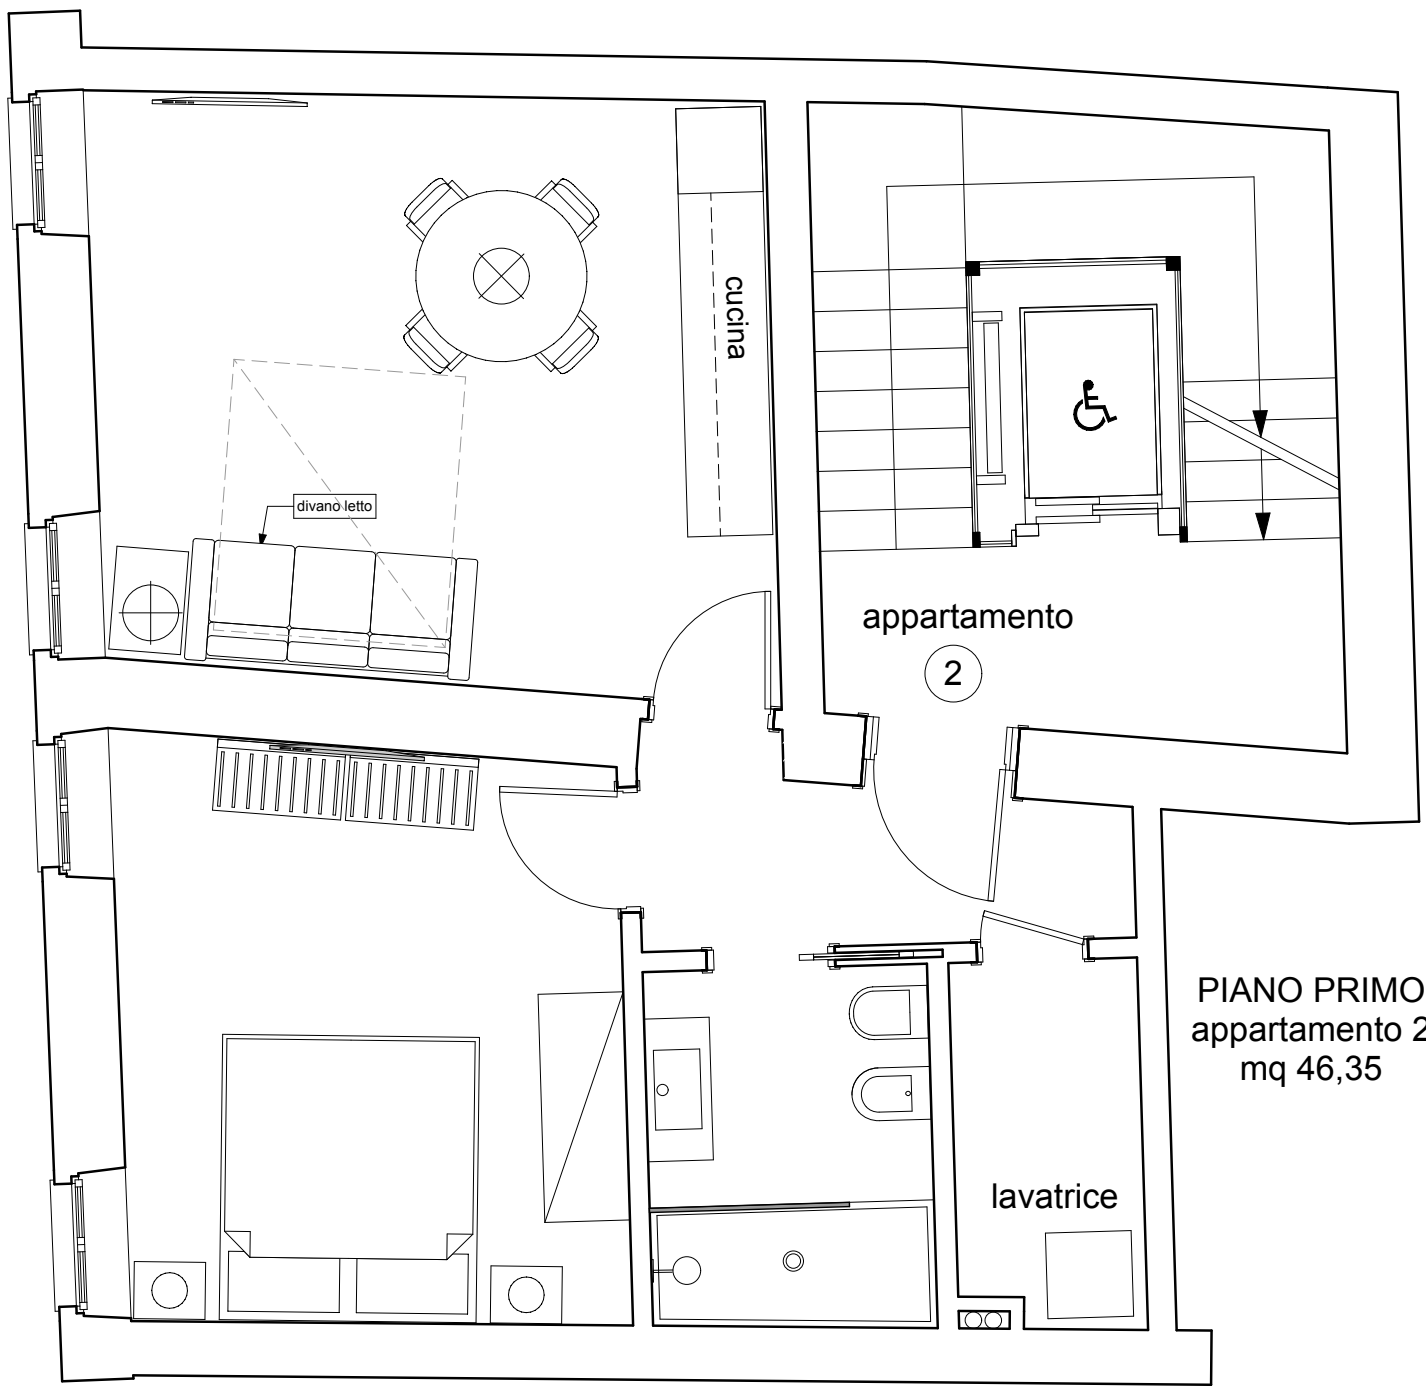 cucina
divano letto
appartamento
2
PIANO PRIMO
appartamento 2
mq 46,35
lavatrice